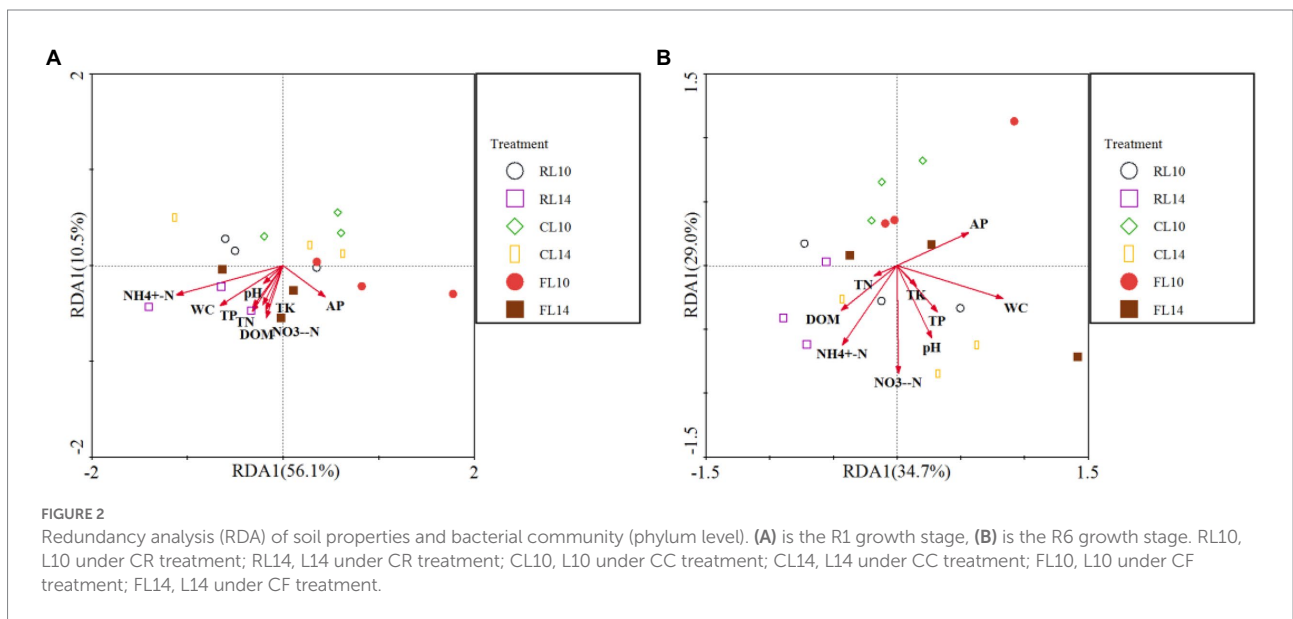 A
2
RDA1(10.5%)
-2
-2
RDA1(56.1%)
2
NH4+-N
WC
pH
TP
TN
TK
DOM
NO3--N
AP
Treatment
RL10
RL14
CL10
CL14
FL10
FL14
B
1.5
RDA1(29.0%)
-1.5
-1.5
RDA1(34.7%)
1.5
AP
TN
TK
WC
DOM
TP
NH4+-N
pH
NO3--N
Treatment
RL10
RL14
CL10
CL14
FL10
FL14
FIGURE 2
Redundancy analysis (RDA) of soil properties and bacterial community (phylum level). (A) is the R1 growth stage, (B) is the R6 growth stage. RL10,
L10 under CR treatment; RL14, L14 under CR treatment; CL10, L10 under CC treatment; CL14, L14 under CC treatment; FL10, L10 under CF
treatment; FL14, L14 under CF treatment.